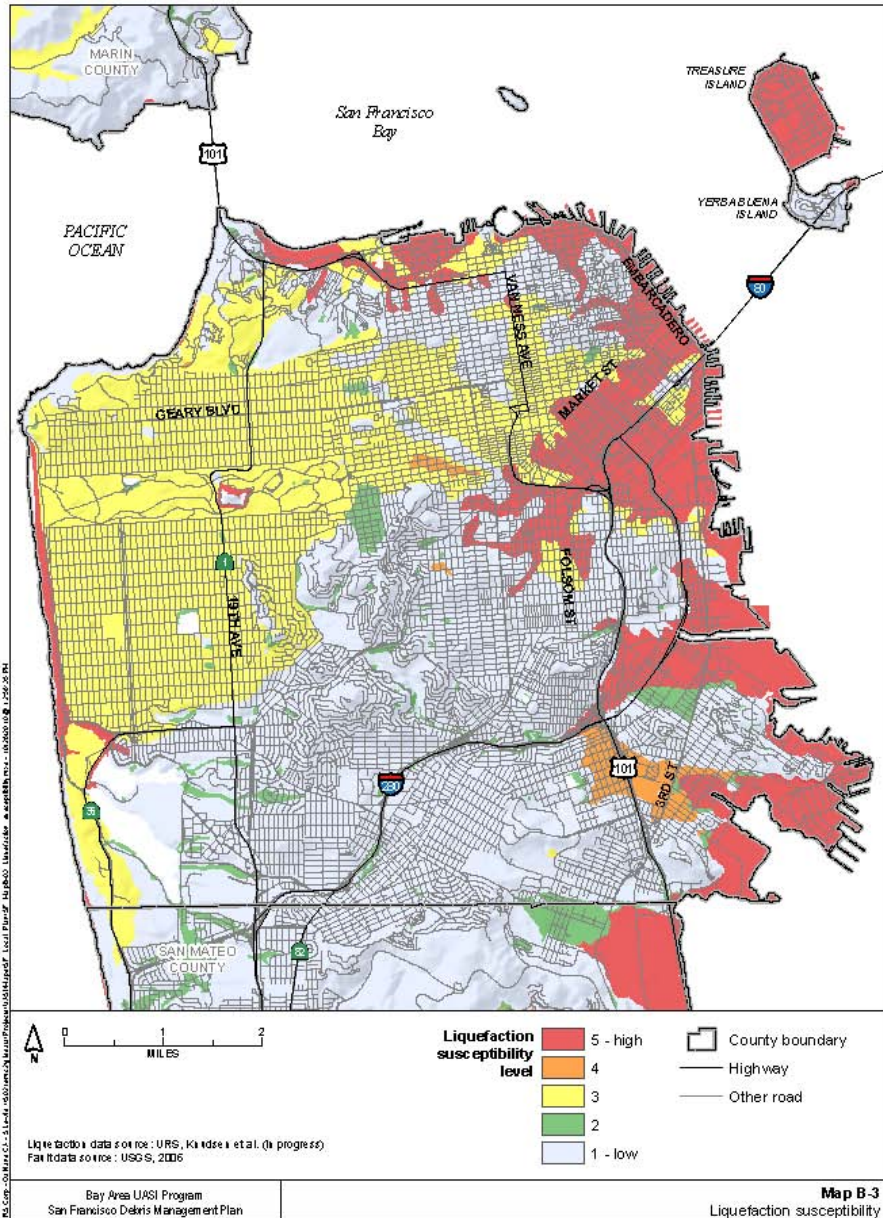 MARIN
COUNTY
San Francisco
Bay
TREASURE
ISLAND
101
YERBA BUENA
ISLAND
PACIFIC
OCEAN
80
EMBARCADERO
VAN NESS AVE
MARKET ST
GEARY BLVD
1
19TH AVE
FOLSOM ST
101
3RD ST
280
35
SAN MATEO
COUNTY
82
N
0 1 2
MILES
Liquefaction
susceptibility
level
5 - high
4
3
2
1 - low
County boundary
Highway
Other road
Liquefaction data source: URS, Knudsen et al. (in progress)
Fault data source: USGS, 2006
Bay Area UASI Program
San Francisco Debris Management Plan
Map B-3
Liquefaction susceptibility